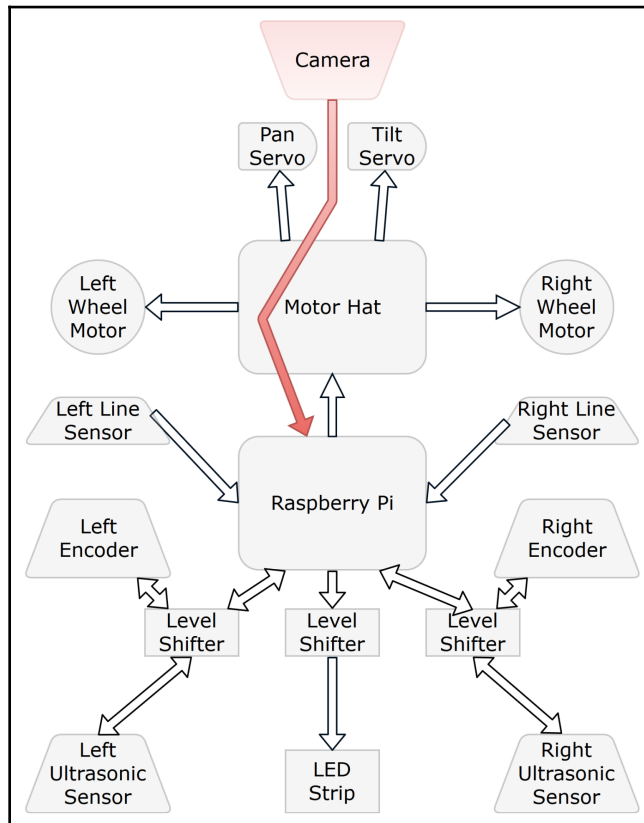 Camera
Pan
Servo
Tilt
Servo
Left
Wheel
Motor
Motor Hat
Right
Wheel
Motor
Left Line
Sensor
Right Line
Sensor
Raspberry Pi
Left
Encoder
Right
Encoder
Level
Shifter
Level
Shifter
Level
Shifter
Left
Ultrasonic
Sensor
LED
Strip
Right
Ultrasonic
Sensor